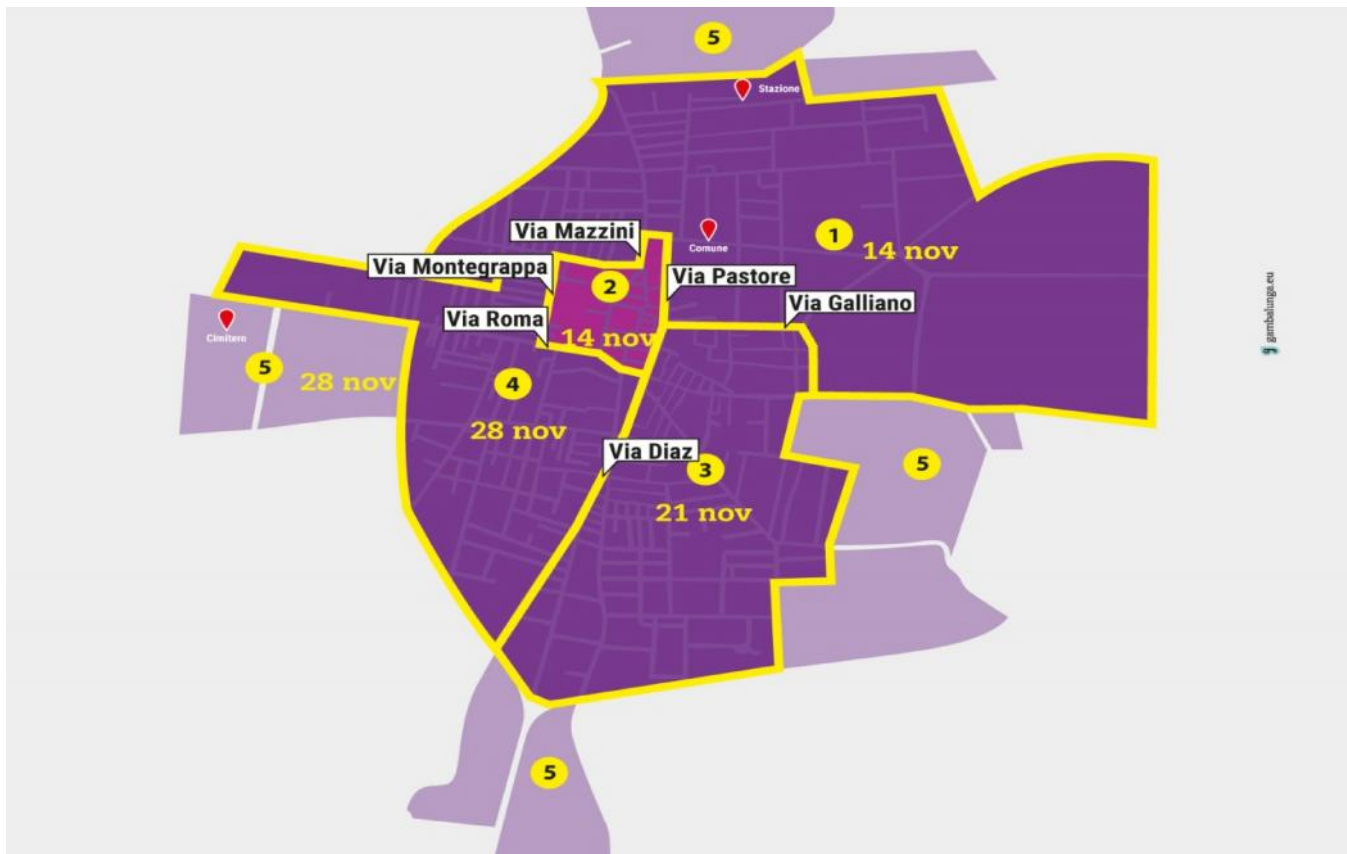 5
Stazione
Via Mazzini
Comune
1
14 nov
Via Montegrappa
2
Via Pastore
Via Galliano
Via Roma
14 nov
Cimitero
5
28 nov
4
28 nov
Via Diaz
3
21 nov
5
5
gambalunga.eu